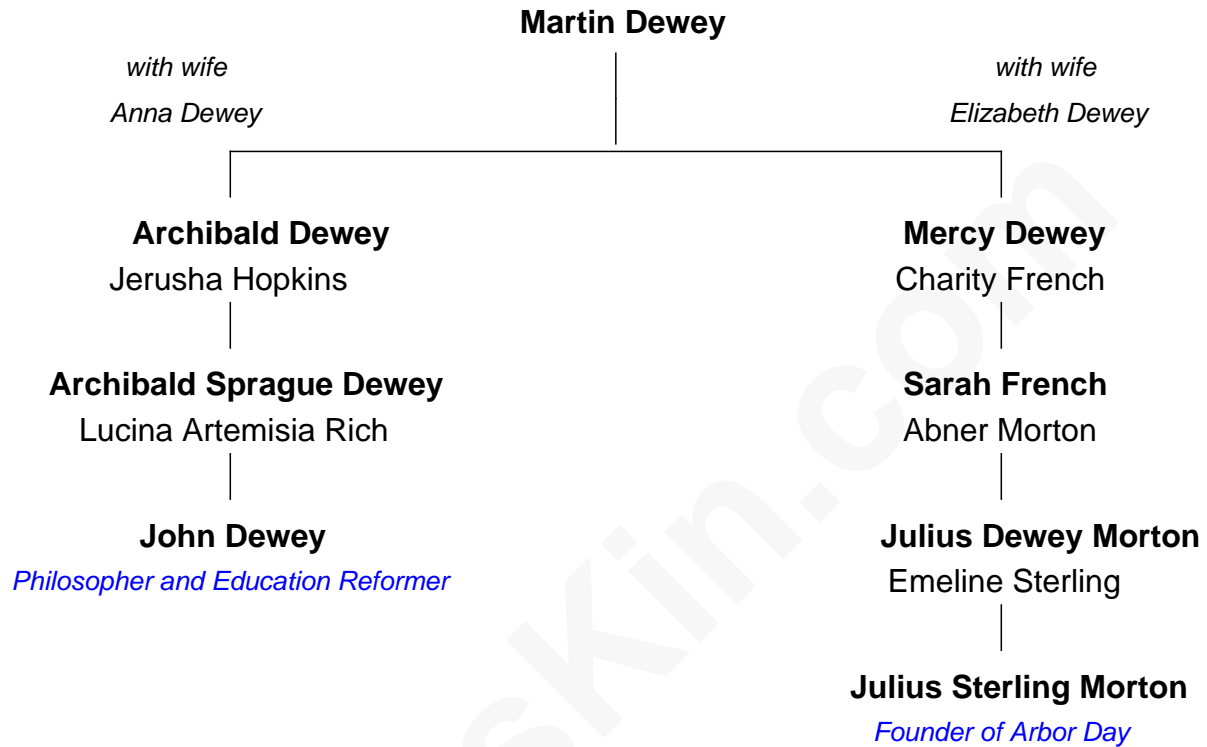 Martin Dewey
with wife
Anna Dewey
with wife
Elizabeth Dewey
Archibald Dewey
Jerusha Hopkins
Mercy Dewey
Charity French
Archibald Sprague Dewey
Lucina Artemisia Rich
Sarah French
Abner Morton
John Dewey
Philosopher and Education Reformer
Julius Dewey Morton
Emeline Sterling
Julius Sterling Morton
Founder of Arbor Day